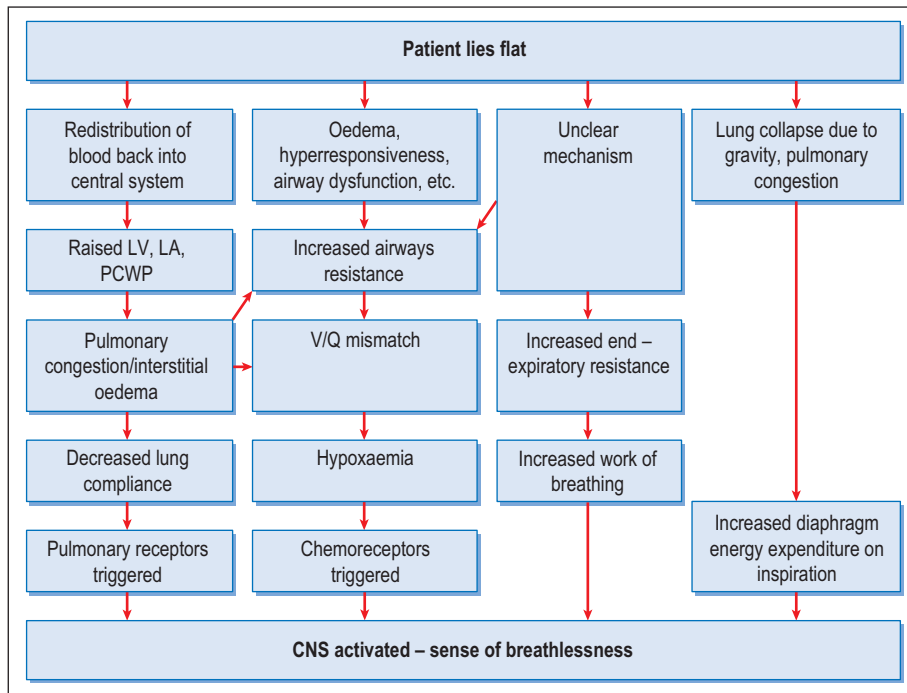 Patient lies flat
Redistribution of
blood back into
central system
Oedema,
hyperresponsiveness,
airway dysfunction, etc.
Unclear
mechanism
Lung collapse due to
gravity, pulmonary
congestion
Raised LV, LA,
PCWP
Increased airways
resistance
Pulmonary
congestion/interstitial
oedema
V/Q mismatch
Increased end –
expiratory resistance
Decreased lung
compliance
Hypoxaemia
Increased work of
breathing
Pulmonary receptors
triggered
Chemoreceptors
triggered
Increased diaphragm
energy expenditure on
inspiration
CNS activated – sense of breathlessness